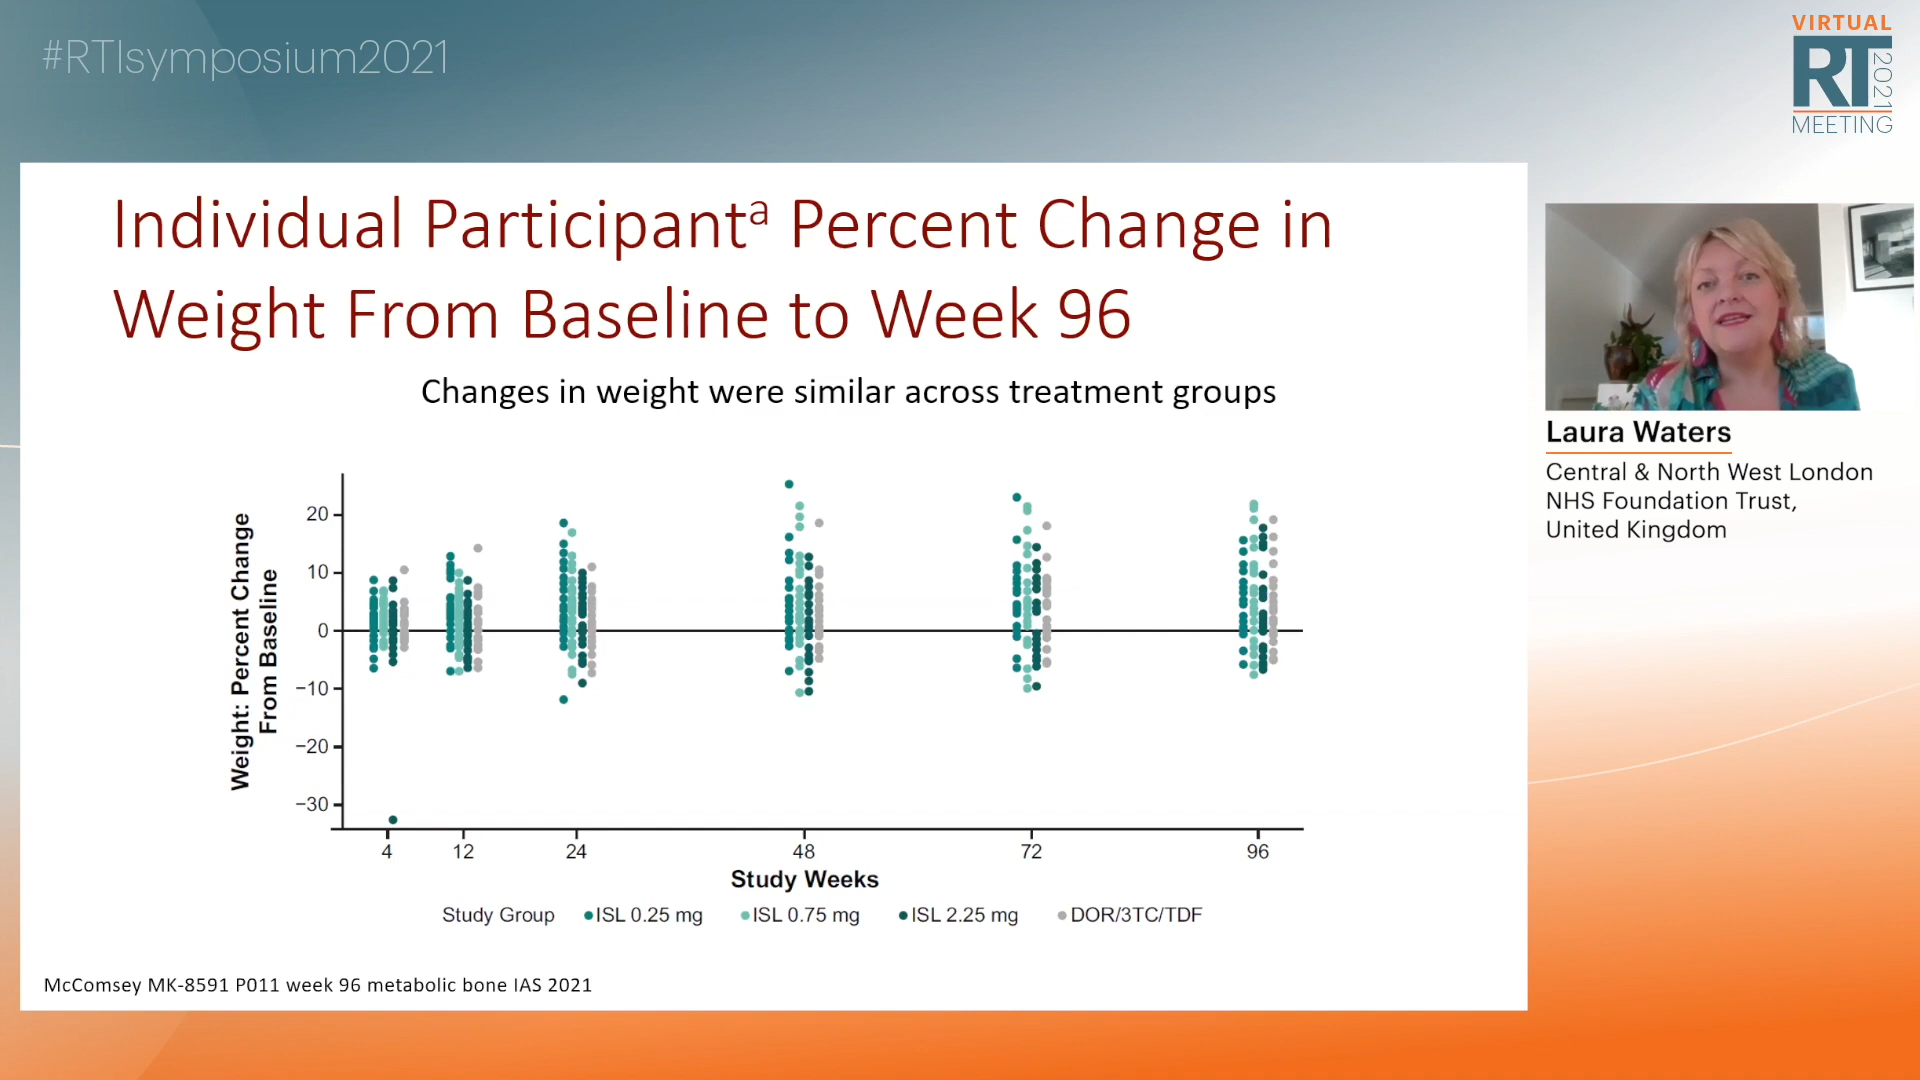 #RTIsymposium2021
VIRTUAL
RT
2021
MEETING
Individual Participantᵃ Percent Change in
Weight From Baseline to Week 96
Changes in weight were similar across treatment groups
Weight: Percent Change
From Baseline
20
10
0
−10
−20
−30
4 12 24 48 72 96
Study Weeks
Study Group ISL 0.25 mg ISL 0.75 mg ISL 2.25 mg DOR/3TC/TDF
McComsey MK-8591 P011 week 96 metabolic bone IAS 2021
Laura Waters
Central & North West London
NHS Foundation Trust,
United Kingdom